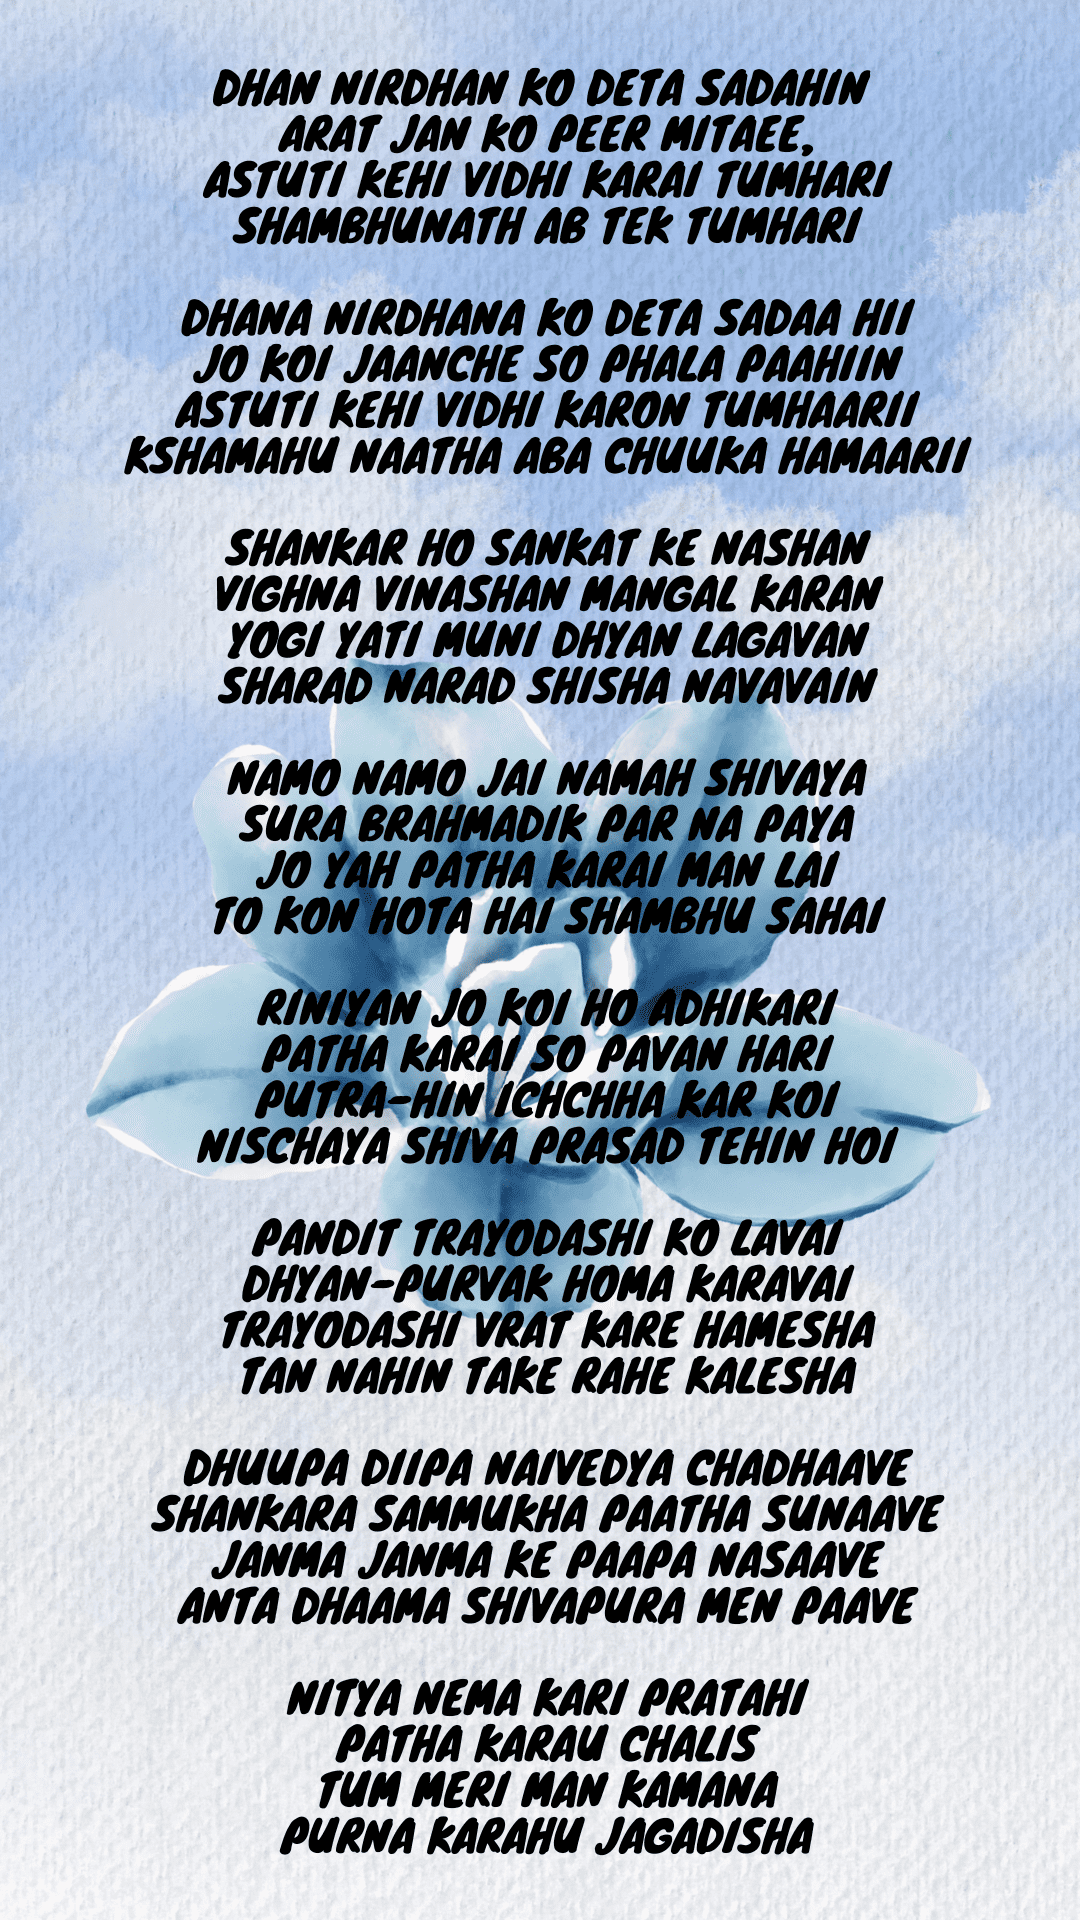 DHAN NIRDHAN KO DETA SADAHIN
ARAT JAN KO PEER MITAEE,
ASTUTI KEHI VIDHI KARAI TUMHARI
SHAMBHUNATH AB TEK TUMHARI
DHANA NIRDHANA KO DETA SADAA HII
JO KOI JAANCHE SO PHALA PAAHIIN
ASTUTI KEHI VIDHI KARON TUMHAARII
KSHAMAHU NAATHA ABA CHUUKA HAMAARII
SHANKAR HO SANKAT KE NASHAN
VIGHNA VINASHAN MANGAL KARAN
YOGI YATI MUNI DHYAN LAGAVAN
SHARAD NARAD SHISHA NAVAVAIN
NAMO NAMO JAI NAMAH SHIVAYA
SURA BRAHMADIK PAR NA PAYA
JO YAH PATHA KARAI MAN LAI
TO KON HOTA HAI SHAMBHU SAHAI
RINIYAN JO KOI HO ADHIKARI
PATHA KARAI SO PAVAN HARI
PUTRA-HIN ICHCHHA KAR KOI
NISCHAYA SHIVA PRASAD TEHIN HOI
PANDIT TRAYODASHI KO LAVAI
DHYAN-PURVAK HOMA KARAVAI
TRAYODASHI VRAT KARE HAMESHA
TAN NAHIN TAKE RAHE KALESHA
DHUUPA DIIPA NAIVEDYA CHADHAAVE
SHANKARA SAMMUKHA PAATHA SUNAAVE
JANMA JANMA KE PAAPA NASAAVE
ANTA DHAAMA SHIVAPURA MEN PAAVE
NITYA NEMA KARI PRATAHI
PATHA KARAU CHALIS
TUM MERI MAN KAMANA
PURNA KARAHU JAGADISHA